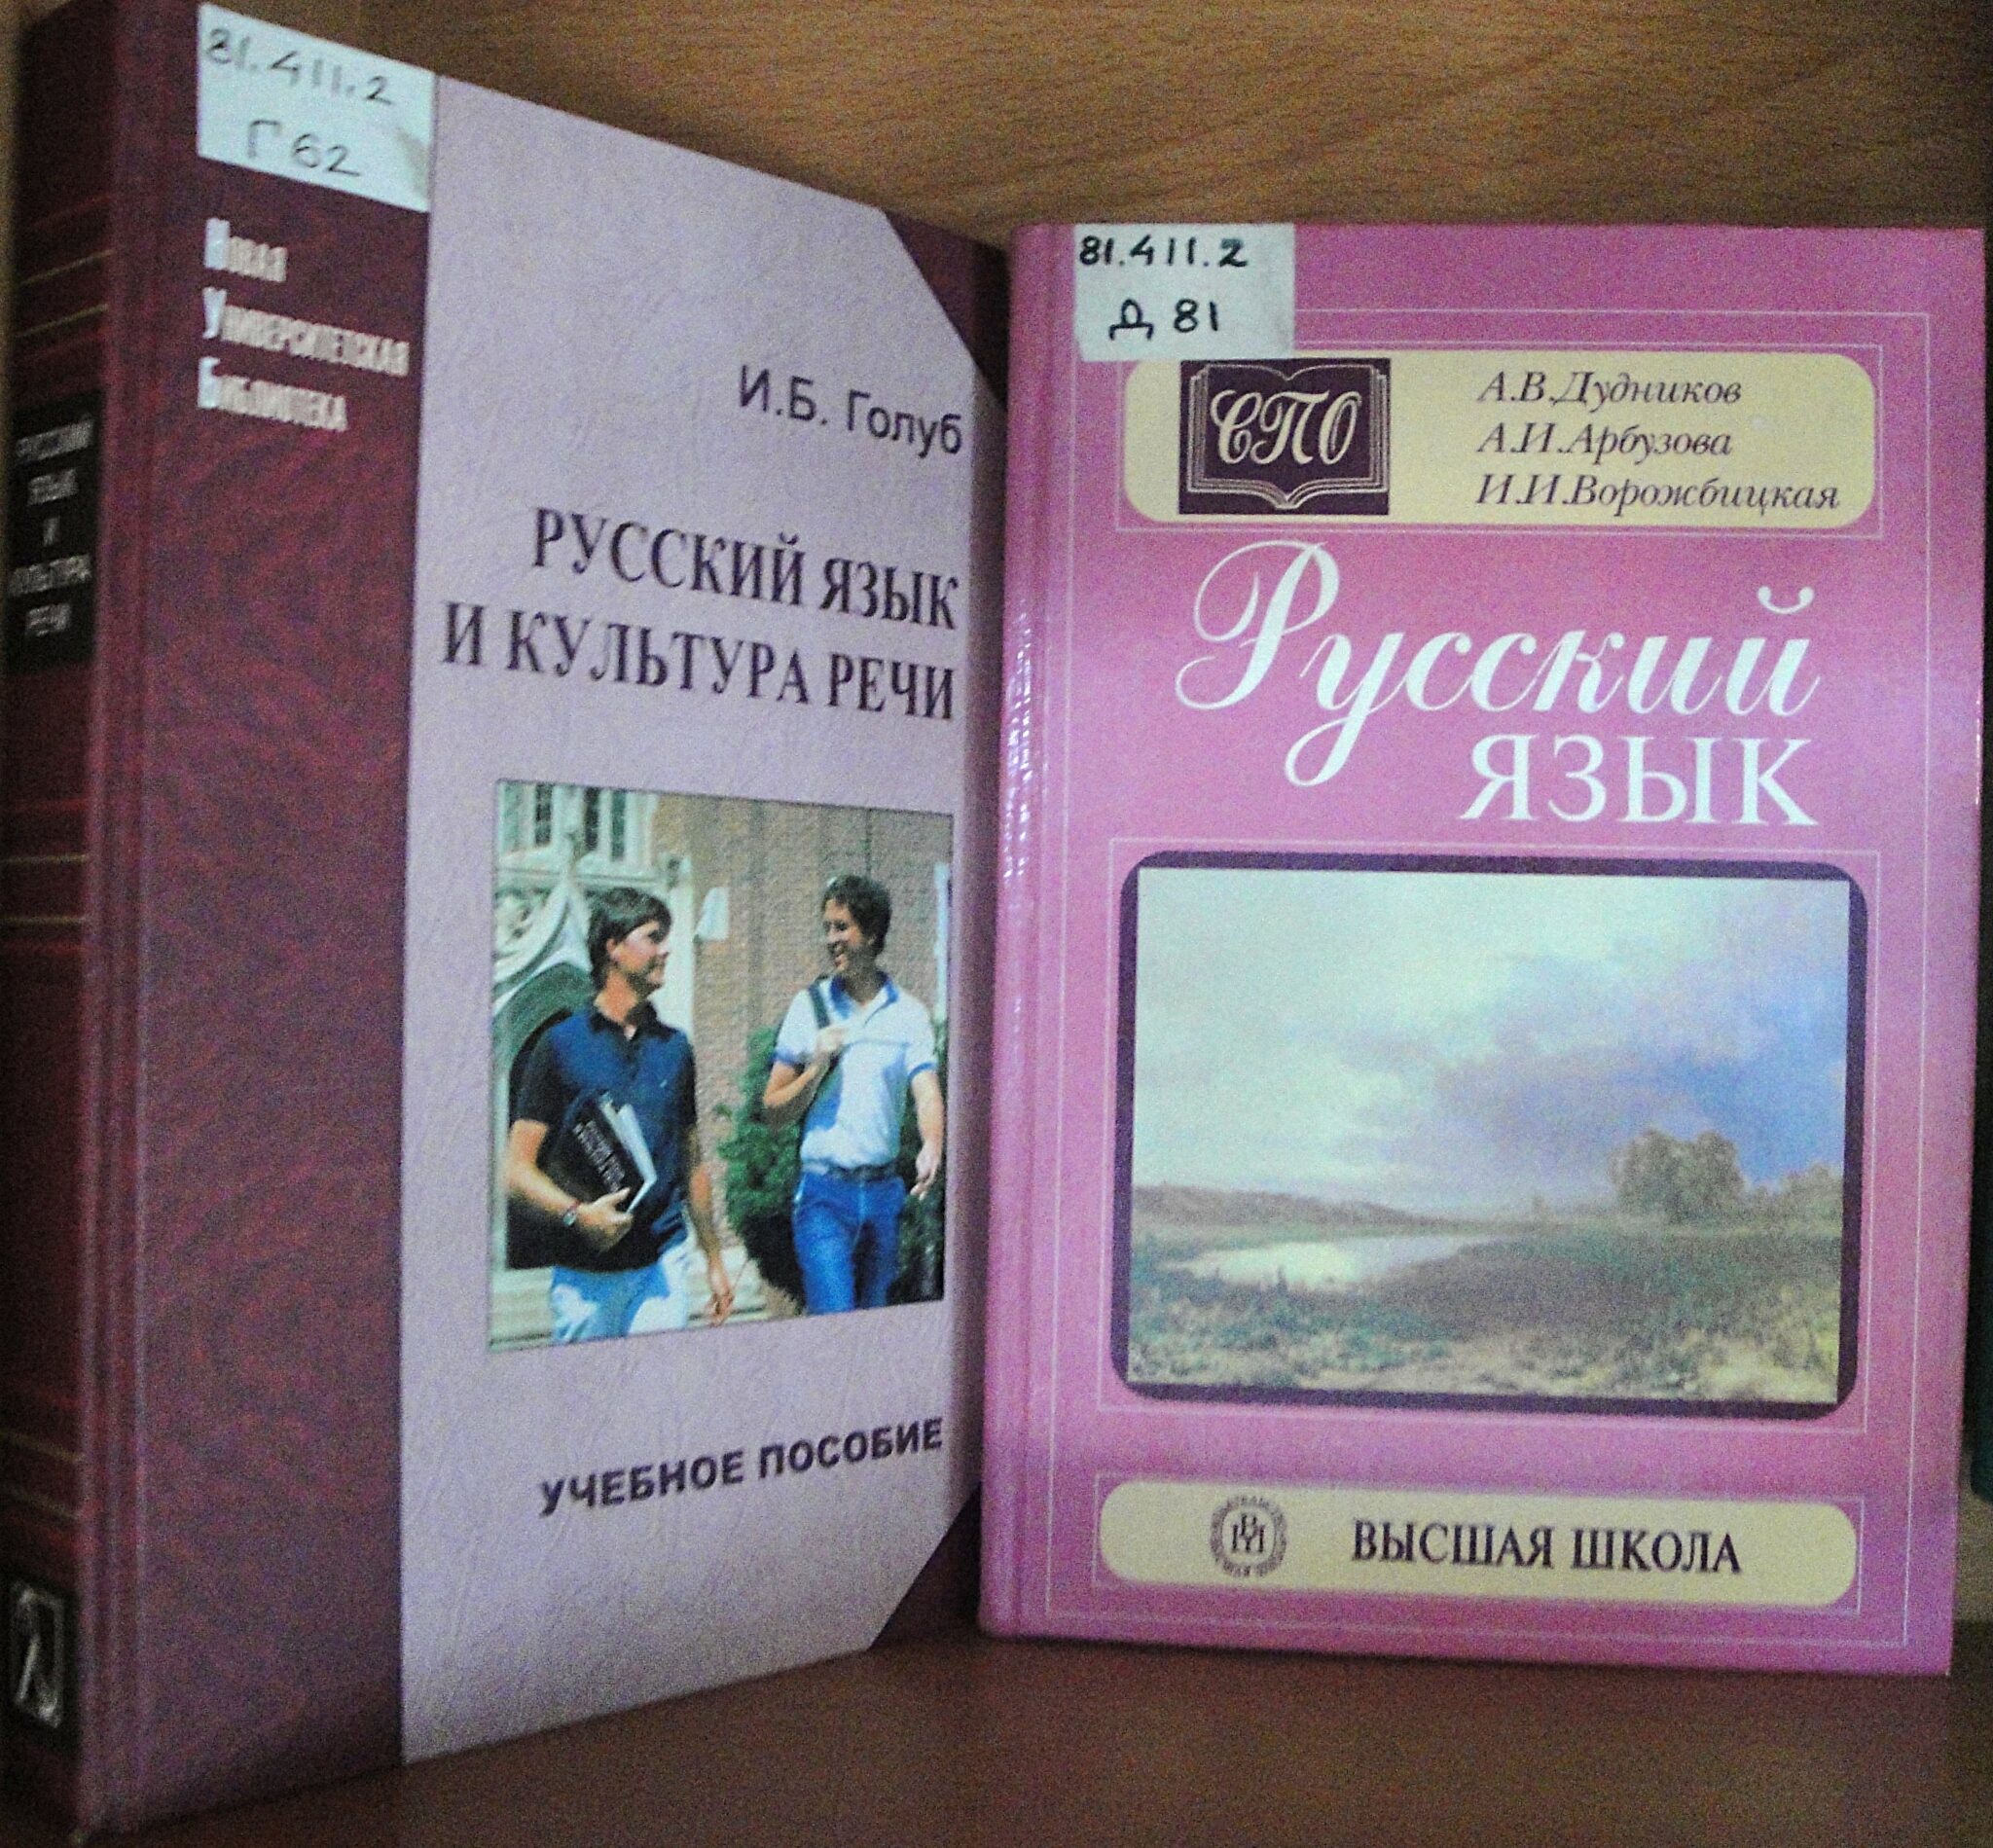 81.411.2
Г 62
Новая
Университетская
Библиотека
И.Б. Голуб
РУССКИЙ ЯЗЫК
И КУЛЬТУРА РЕЧИ
УЧЕБНОЕ ПОСОБИЕ
РУССКИЙ
ЯЗЫК
И
КУЛЬТУРА
РЕЧИ
81.411.2
Д 81
СПО
А.В.Дудников
А.И.Арбузова
И.И.Ворожбицкая
Русский
ЯЗЫК
ВЫСШАЯ ШКОЛА